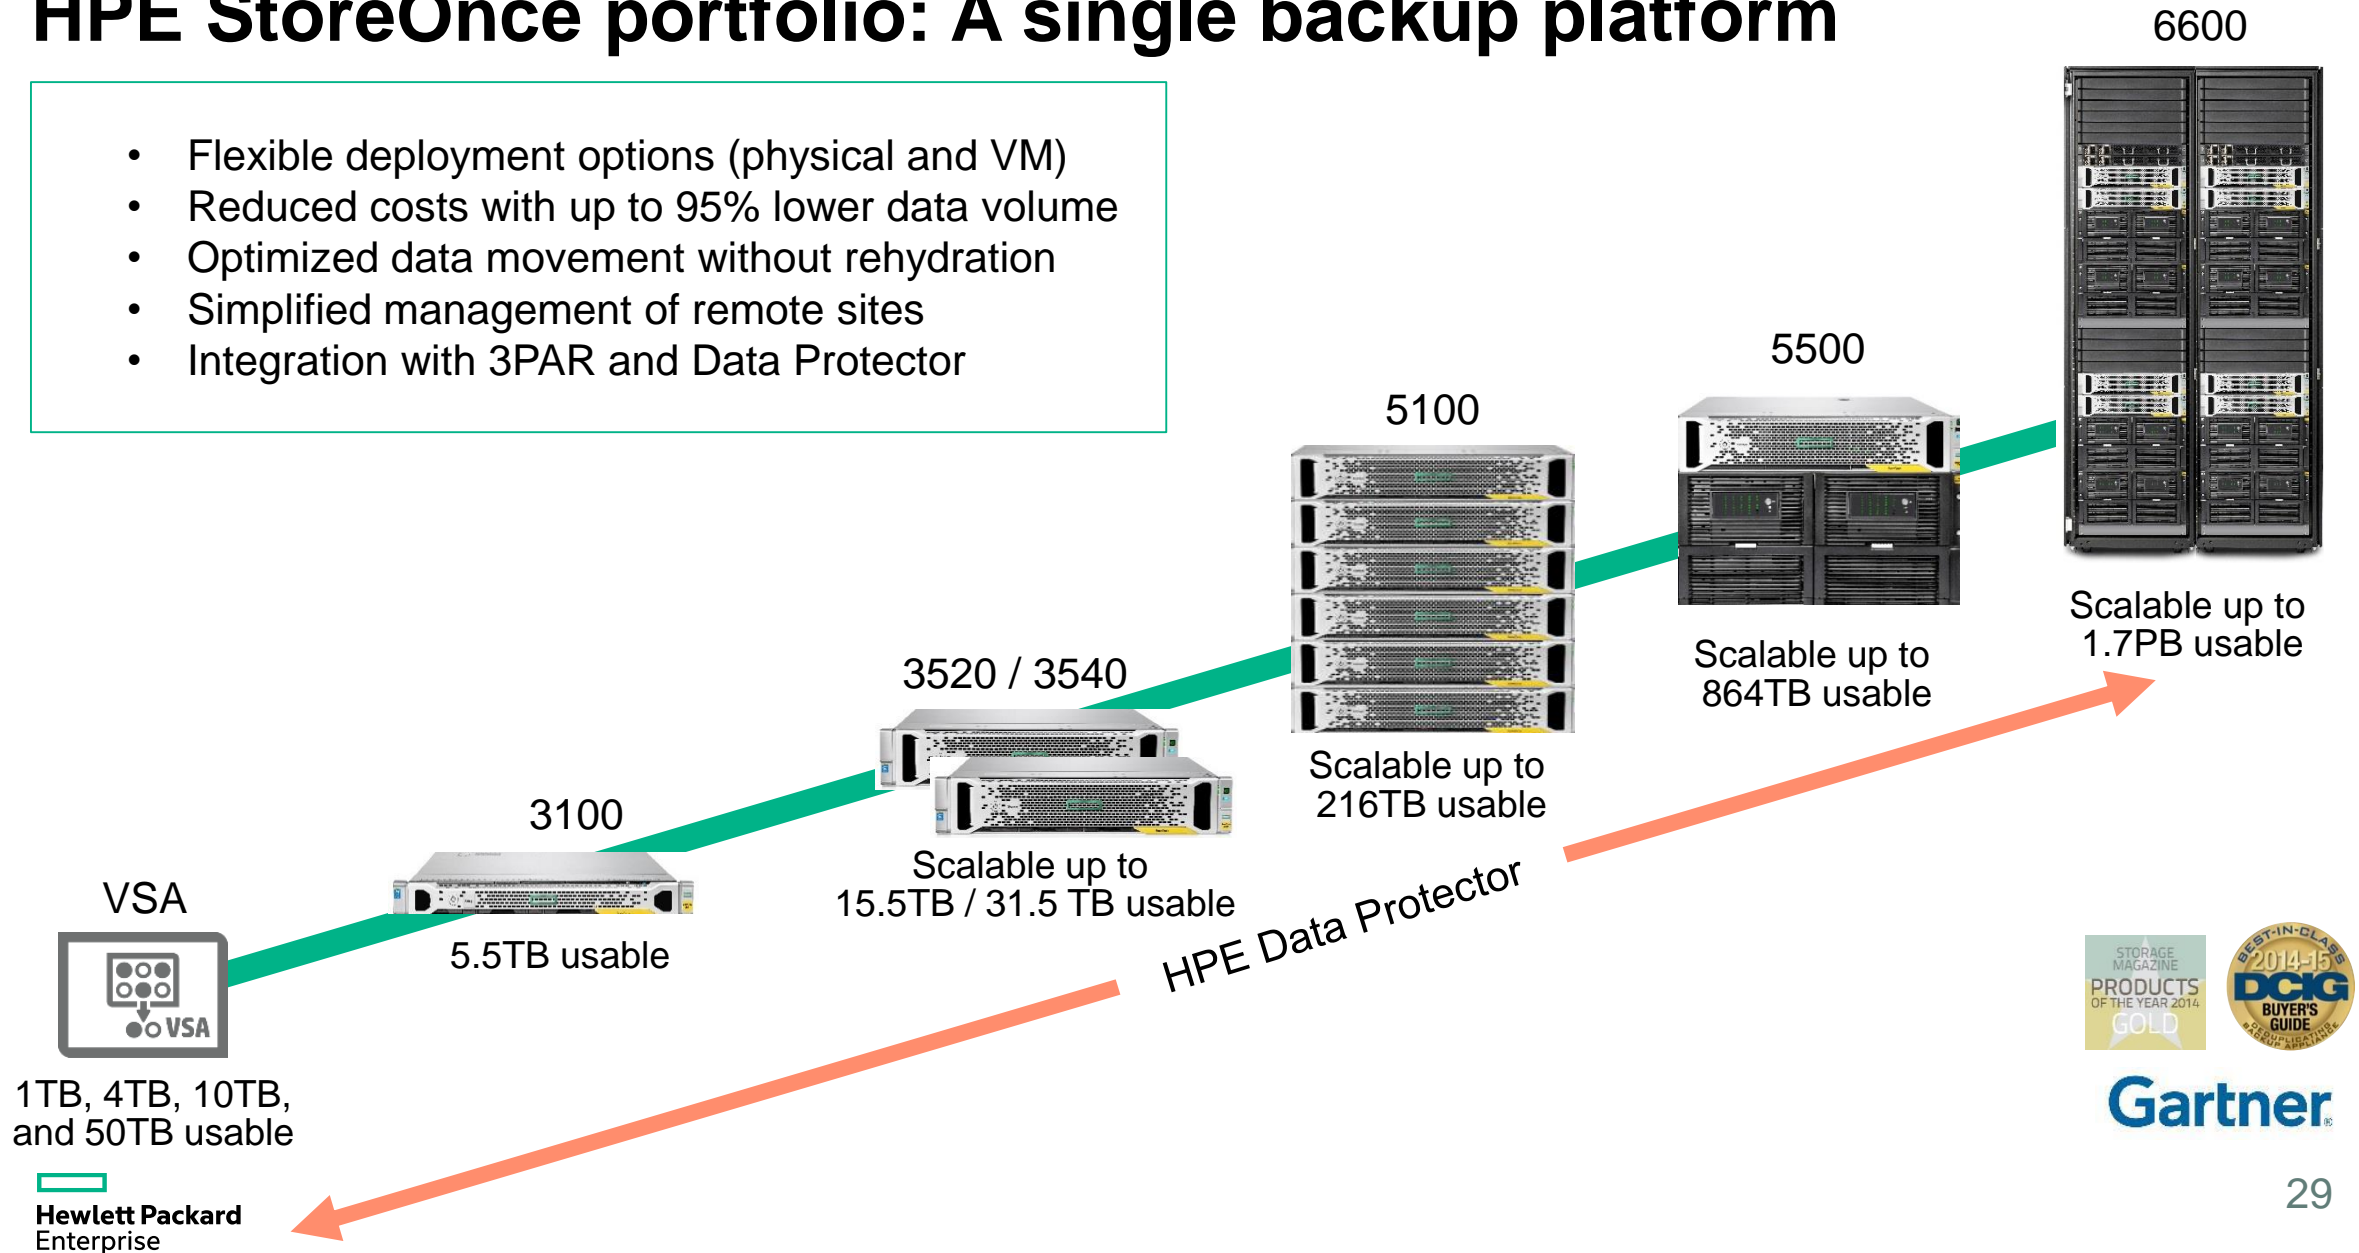 HPE StoreOnce portfolio: A single backup platform
• Flexible deployment options (physical and VM)
• Reduced costs with up to 95% lower data volume
• Optimized data movement without rehydration
• Simplified management of remote sites
• Integration with 3PAR and Data Protector
6600
Scalable up to
1.7PB usable
5500
Scalable up to
864TB usable
5100
Scalable up to
216TB usable
3520 / 3540
Scalable up to
15.5TB / 31.5 TB usable
3100
5.5TB usable
VSA
VSA
1TB, 4TB, 10TB,
and 50TB usable
HPE Data Protector
STORAGE
MAGAZINE
PRODUCTS
OF THE YEAR 2014
GOLD
BEST-IN-CLASS
2014-15
DCIG
BUYER'S
GUIDE
DEDUPLICATING
BACKUP APPLIANCE
Gartner®
Hewlett Packard
Enterprise
29